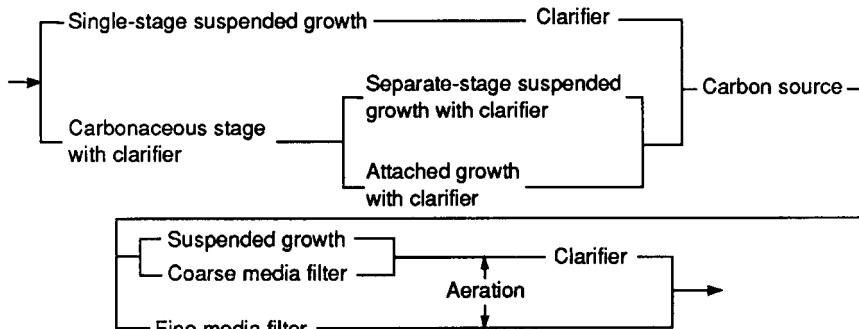 Single-stage suspended growth
Clarifier
Separate-stage suspended
growth with clarifier
Carbon source
Carbonaceous stage
with clarifier
Attached growth
with clarifier
Suspended growth
Coarse media filter
Clarifier
Aeration
Fine media filter